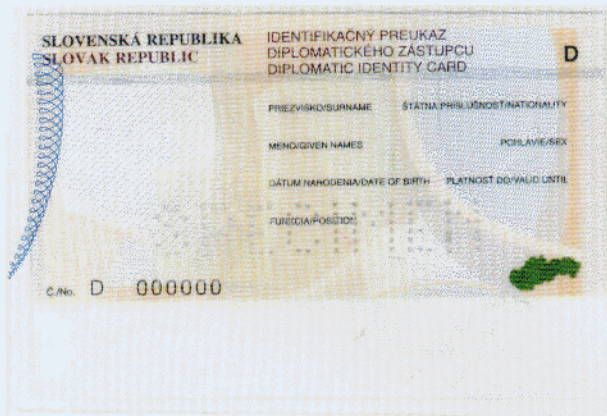 SLOVENSKÁ REPUBLIKA
SLOVAK REPUBLIC
IDENTIFIKAČNÝ PREUKAZ
DIPLOMATICKÉHO ZÁSTUPCU
DIPLOMATIC IDENTITY CARD
D
PRIEZVISKO/SURNAME ŠTÁTNA PRÍSLUŠNOSŤ/NATIONALITY
MENO/GIVEN NAMES POHLAVIE/SEX
DÁTUM NARODENIA/DATE OF BIRTH PLATNOSŤ DO/VALID UNTIL
FUNKCIA/POSITION
SPECIMEN
Č./No. D 000000